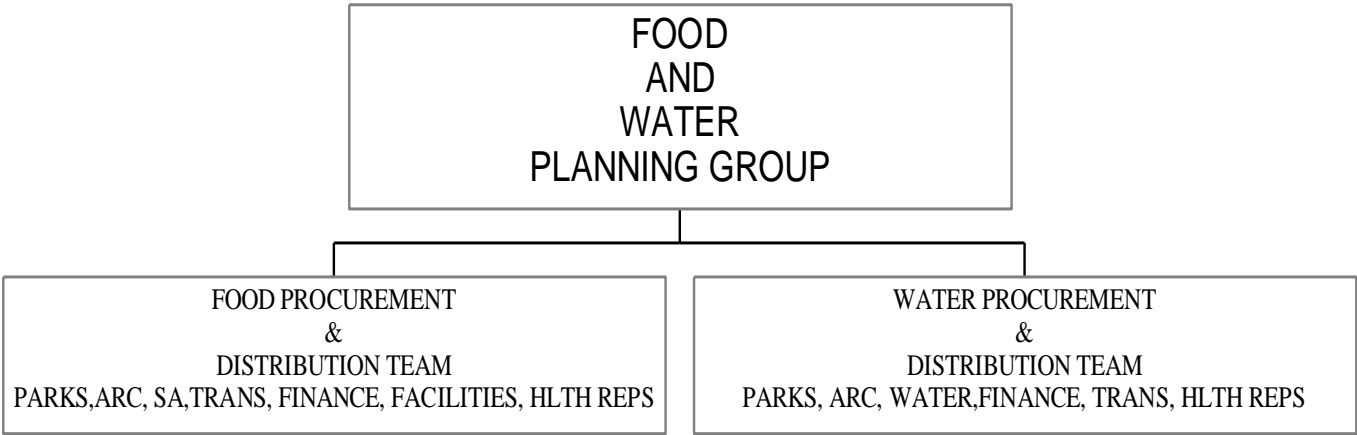 FOOD
AND
WATER
PLANNING GROUP
FOOD PROCUREMENT
&
DISTRIBUTION TEAM
PARKS,ARC, SA,TRANS, FINANCE, FACILITIES, HLTH REPS
WATER PROCUREMENT
&
DISTRIBUTION TEAM
PARKS, ARC, WATER,FINANCE, TRANS, HLTH REPS